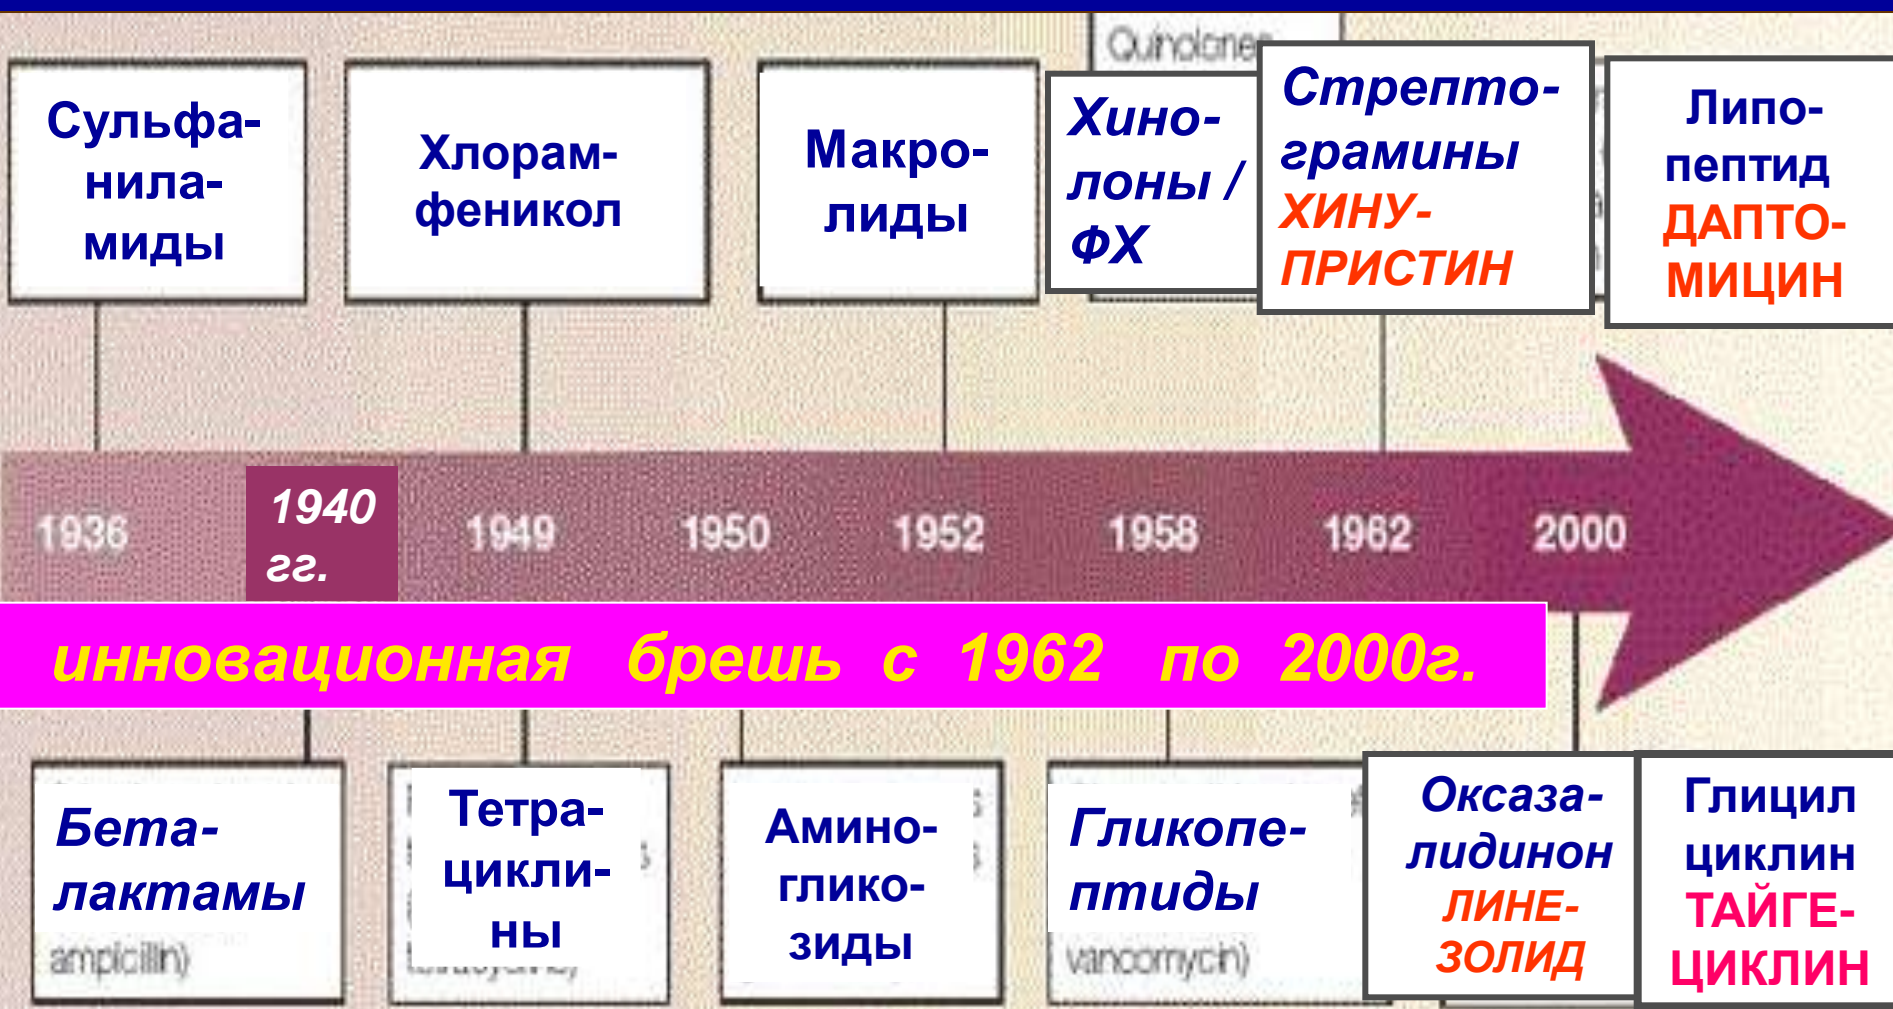 Quinolones
Сульфа-
нила-
миды
Хлорам-
феникол
Макро-
лиды
Хино-
лоны /
ФХ
Стрепто-
грамины
ХИНУ-
ПРИСТИН
Липо-
пептид
ДАПТО-
МИЦИН
1936
1940
гг.
1949
1950
1952
1958
1962
2000
инновационная брешь с 1962 по 2000г.
Бета-
лактамы
ampicillin)
Тетра-
цикли-
ны
Амино-
глико-
зиды
Гликопе-
птиды
vancomycin)
Оксаза-
лидинон
ЛИНЕ-
ЗОЛИД
Глицил
циклин
ТАЙГЕ-
ЦИКЛИН